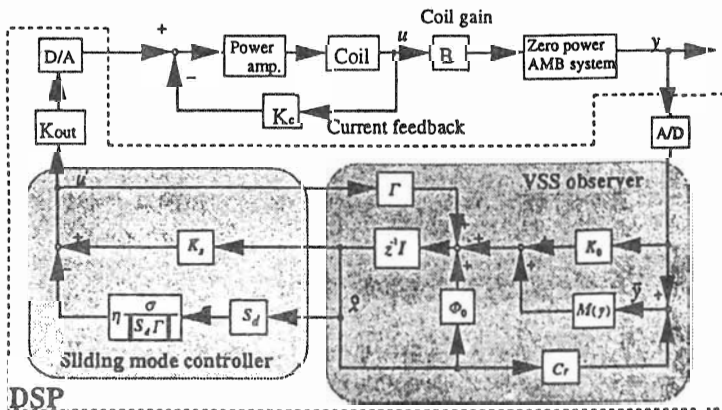 Coil gain
+
u
y
D/A
Power
amp.
Coil
R
Zero power
AMB system
−
Kc
Current feedback
Kout
A/D
u
Γ
VSS observer
+
+
Ks
z⁻¹I
+
+
+
K0
−
+
+
ȳ
+
η σ / ‖Sd Γ‖
Sd
x̂
Φ0
M(ȳ)
Sliding mode controller
Cr
DSP